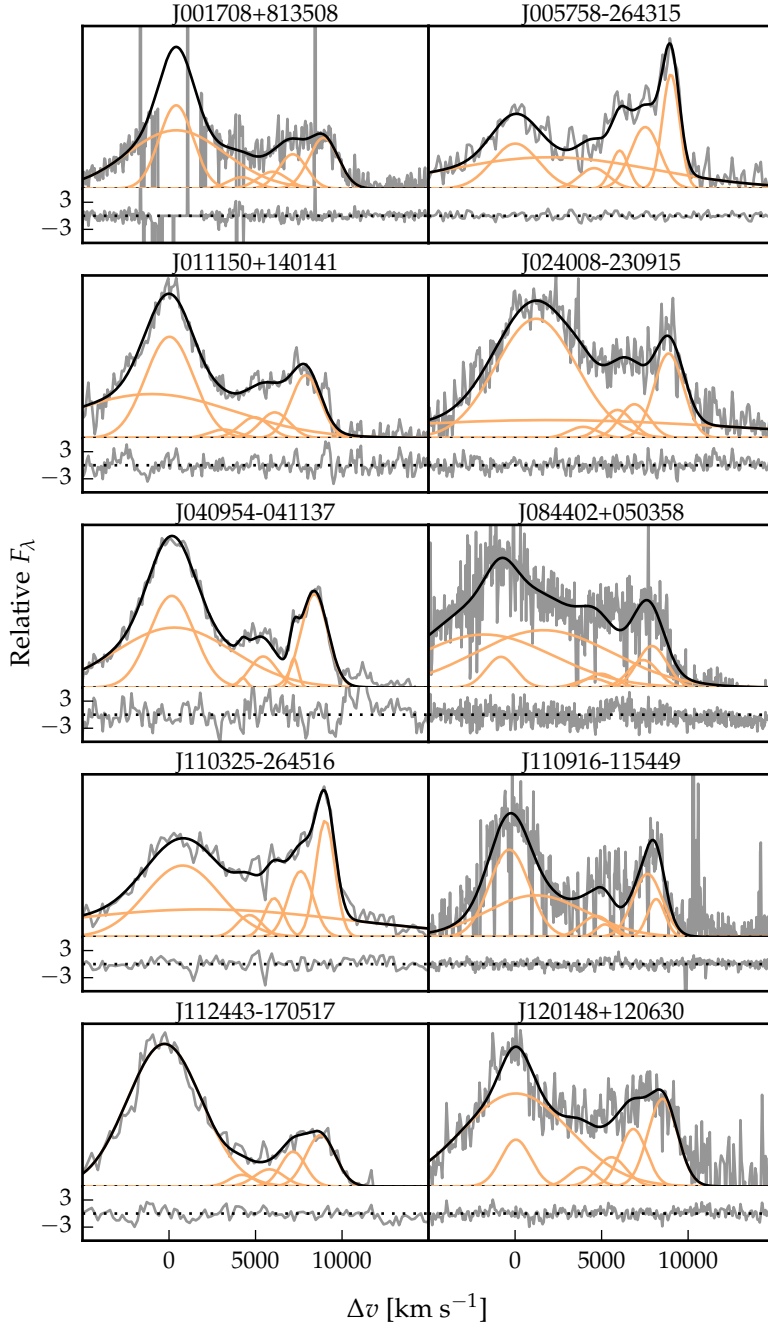 J001708+813508
J005758-264315
3
−3
J011150+140141
J024008-230915
3
−3
J040954-041137
J084402+050358
Relative Fλ
3
−3
J110325-264516
J110916-115449
3
−3
J112443-170517
J120148+120630
3
−3
0 5000 10000 0 5000 10000
Δv [km s⁻¹]